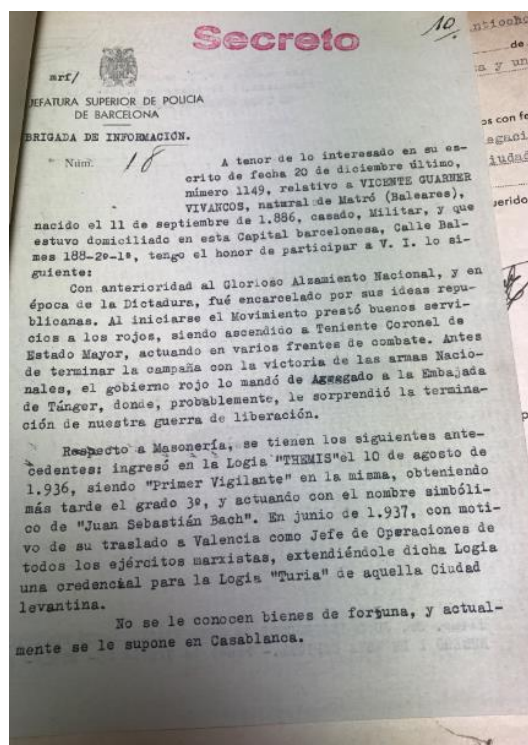 Secreto
10
mrf/
JEFATURA SUPERIOR DE POLICIA
DE BARCELONA
BRIGADA DE INFORMACIÓN.
Núm. 18
A tenor de lo interesado en su es-
crito de fecha 20 de diciembre último,
número 1149, relativo a VICENTE GUARNER
VIVANCOS, natural de Matró (Baleares),
nacido el 11 de septiembre de 1.886, casado, Militar, y que
estuvo domiciliado en esta Capital barcelonesa, Calle Bal-
mes 188-2º-1ª, tengo el honor de participar a V. I. lo si-
guiente:
Con anterioridad al Glorioso Alzamiento Nacional, y en
época de la Dictadura, fué encarcelado por sus ideas repu-
blicanas. Al iniciarse el Movimiento prestó buenos servi-
cios a los rojos, siendo ascendido a Teniente Coronel de
Estado Mayor, actuando en varios frentes de combate. Antes
de terminar la campaña con la victoria de las armas Nacio-
nales, el gobierno rojo lo mandó de Agregado a la Embajada
de Tánger, donde, probablemente, le sorprendió la termina-
ción de nuestra guerra de liberación.
Respecto a Masonería, se tienen los siguientes ante-
cedentes: ingresó en la Logia "THEMIS"el 10 de agosto de
1.936, siendo "Primer Vigilante" en la misma, obteniendo
más tarde el grado 3º, y actuando con el nombre simbóli-
co de "Juan Sebastián Bach". En junio de 1.937, con moti-
vo de su traslado a Valencia como Jefe de Operaciones de
todos los ejércitos marxistas, extendiéndole dicha Logia
una credencial para la Logia "Turia" de aquella Ciudad
levantina.
No se le conocen bienes de fortuna, y actual-
mente se le supone en Casablanca.
de
y un
os con fe